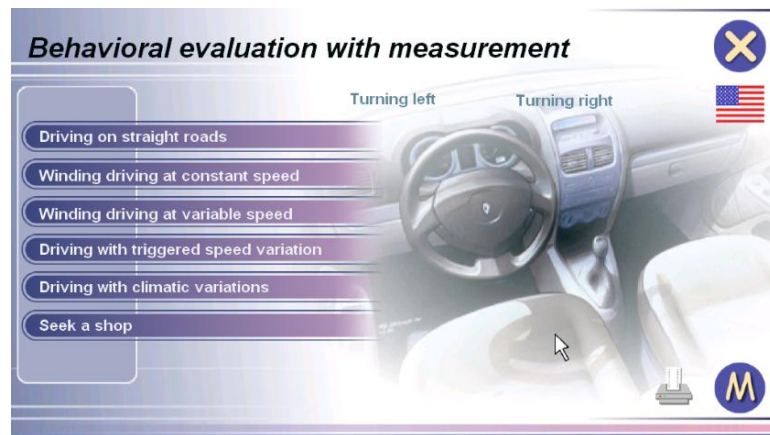 Behavioral evaluation with measurement
Turning left
Turning right
Driving on straight roads
Winding driving at constant speed
Winding driving at variable speed
Driving with triggered speed variation
Driving with climatic variations
Seek a shop
M